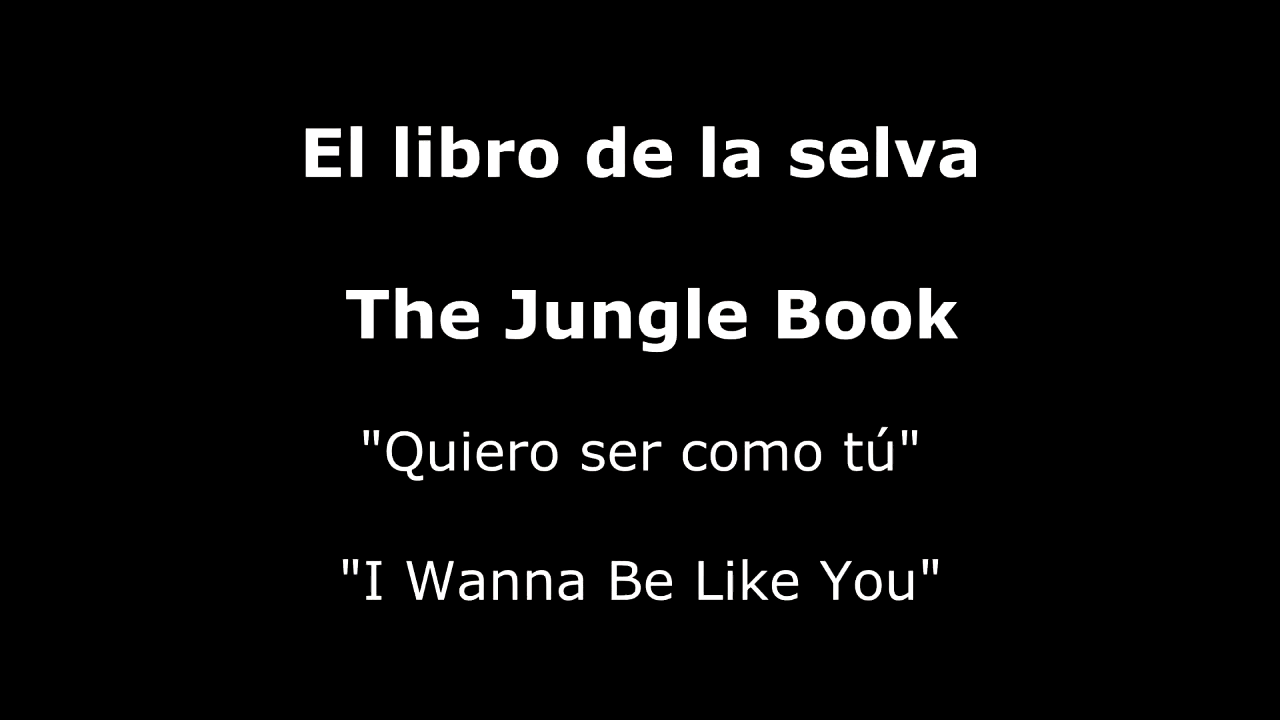 El libro de la selva
The Jungle Book
"Quiero ser como tú"
"I Wanna Be Like You"